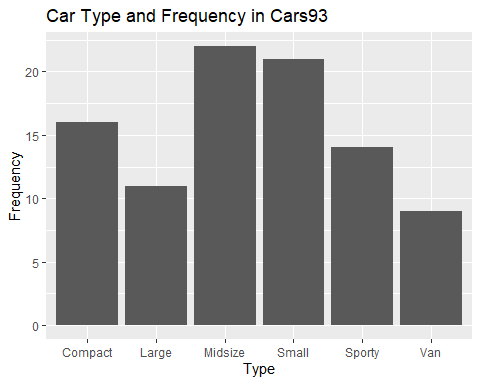 Car Type and Frequency in Cars93
Frequency
20
15
10
5
0
Compact Large Midsize Small Sporty Van
Type